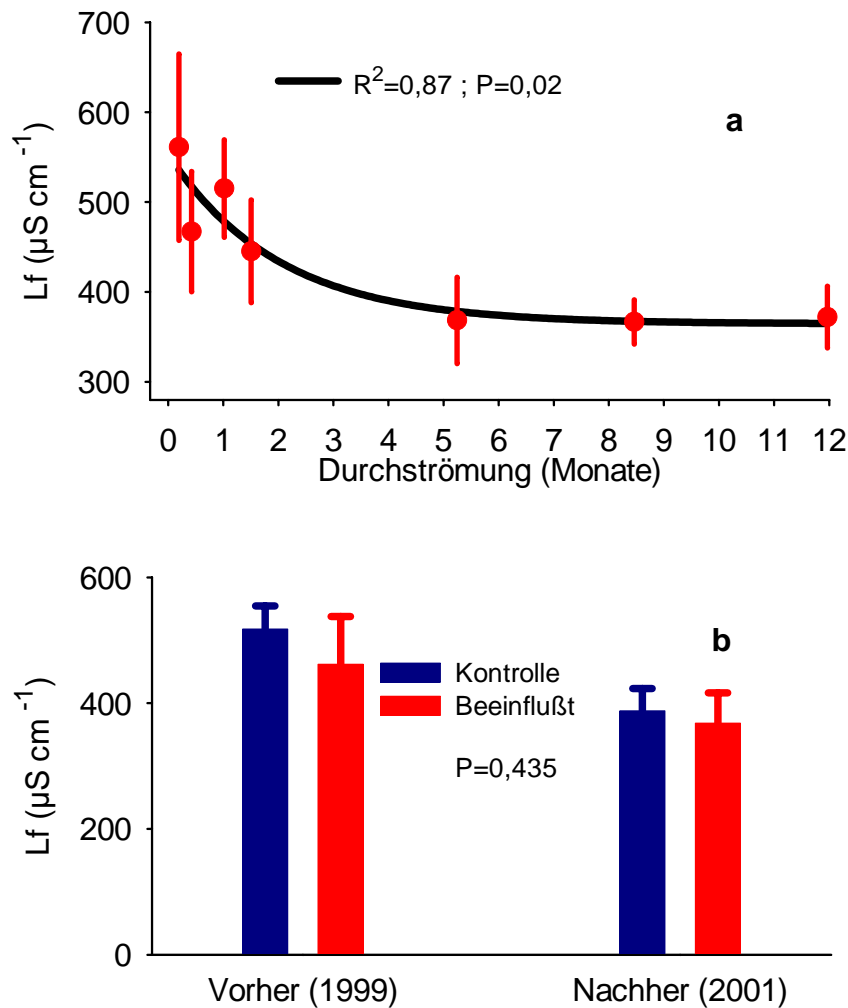 700
600
500
400
300
Lf (µS cm⁻¹)
R²=0,87 ; P=0,02
a
0 1 2 3 4 5 6 7 8 9 10 11 12
Durchströmung (Monate)
600
400
200
0
Lf (µS cm⁻¹)
b
Kontrolle
Beeinflußt
P=0,435
Vorher (1999) Nachher (2001)